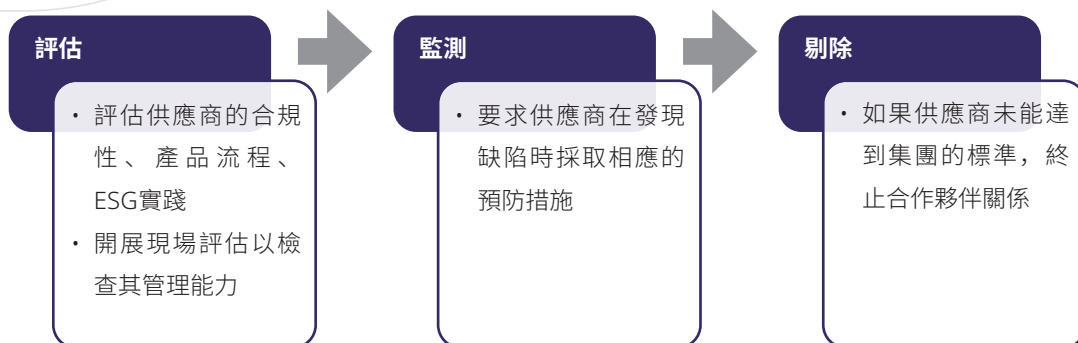 評估
• 評估供應商的合規
性、產品流程、
ESG實踐
• 開展現場評估以檢
查其管理能力
監測
• 要求供應商在發現
缺陷時採取相應的
預防措施
剔除
• 如果供應商未能達
到集團的標準，終
止合作夥伴關係